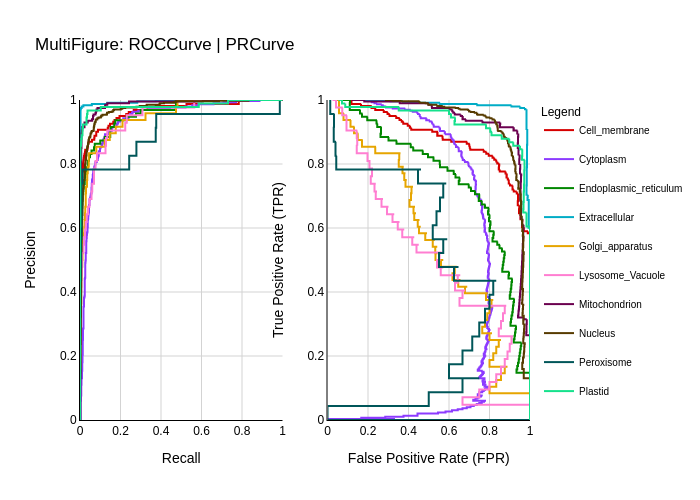 MultiFigure: ROCCurve | PRCurve
Precision
1
0.8
0.6
0.4
0.2
0
0 0.2 0.4 0.6 0.8 1
Recall
True Positive Rate (TPR)
1
0.8
0.6
0.4
0.2
0
0 0.2 0.4 0.6 0.8 1
False Positive Rate (FPR)
Legend
Cell_membrane
Cytoplasm
Endoplasmic_reticulum
Extracellular
Golgi_apparatus
Lysosome_Vacuole
Mitochondrion
Nucleus
Peroxisome
Plastid